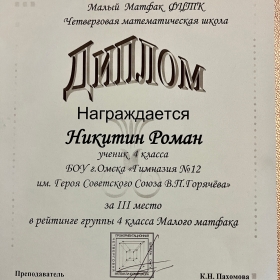 Малый Матфак ФЦТК
Четверговая математическая школа
ДИПЛОМ
Награждается
Никитин Роман
ученик 4 класса
БОУ г.Омска «Гимназия №12
им. Героя Советского Союза В.П.Горячёва»
за III место
в рейтинге группы 4 класса Малого матфака
Преподаватель
К.Н. Пахомова